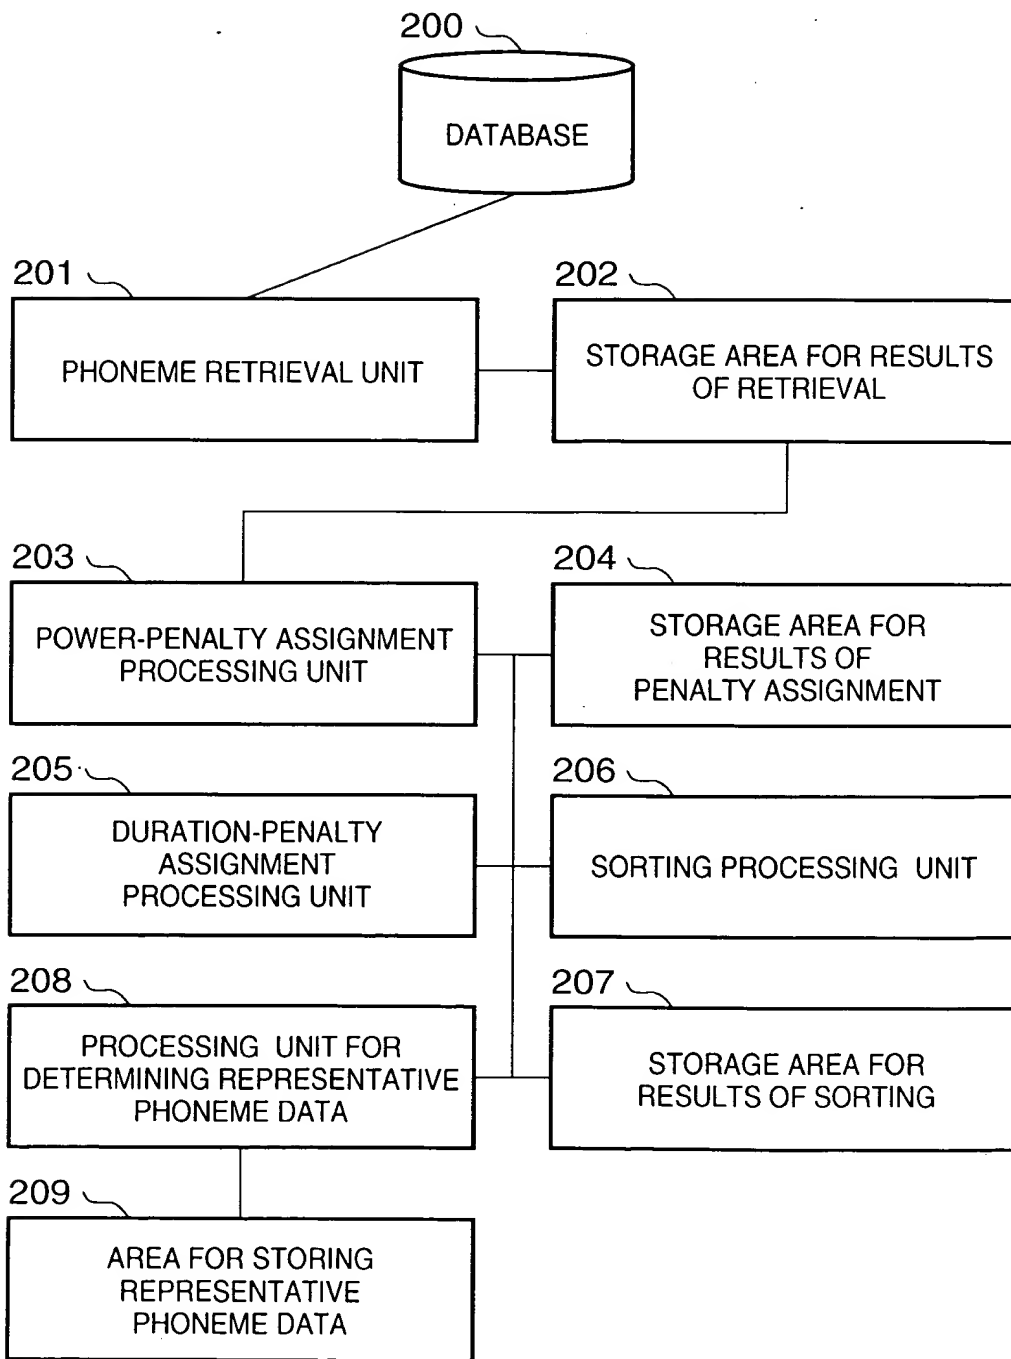 200
DATABASE
201
PHONEME RETRIEVAL UNIT
202
STORAGE AREA FOR RESULTS
OF RETRIEVAL
203
POWER-PENALTY ASSIGNMENT
PROCESSING UNIT
204
STORAGE AREA FOR
RESULTS OF
PENALTY ASSIGNMENT
205
DURATION-PENALTY
ASSIGNMENT
PROCESSING UNIT
206
SORTING PROCESSING UNIT
208
PROCESSING UNIT FOR
DETERMINING REPRESENTATIVE
PHONEME DATA
207
STORAGE AREA FOR
RESULTS OF SORTING
209
AREA FOR STORING
REPRESENTATIVE
PHONEME DATA